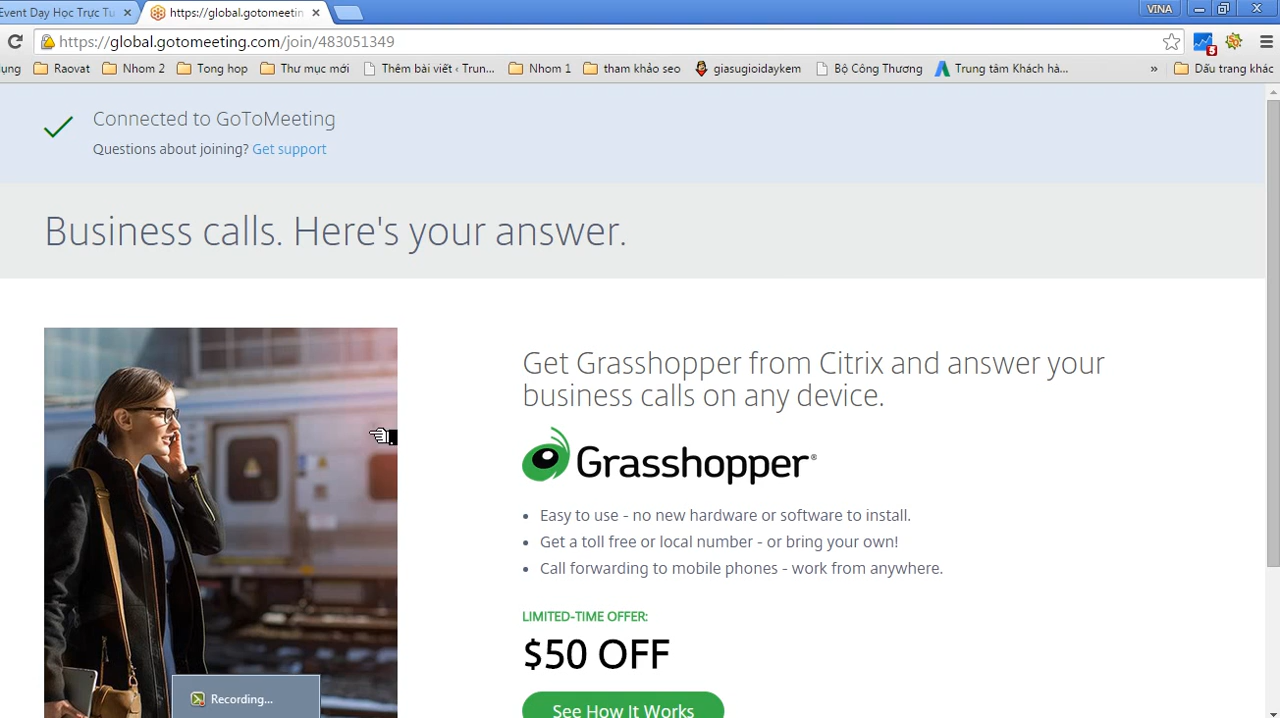 Event Day Học Trực Tu
https://global.gotomeetin
VINA
https://global.gotomeeting.com/join/483051349
5
ụng Raovat Nhom 2 Tong hop Thư mục mới Thêm bài viết ‹ Trun... Nhom 1 tham khảo seo giasugioidaykem Bộ Công Thương Trung tâm Khách hà... » Dấu trang khác
Connected to GoToMeeting
Questions about joining? Get support
Business calls. Here's your answer.
Get Grasshopper from Citrix and answer your
business calls on any device.
Grasshopper®
• Easy to use - no new hardware or software to install.
• Get a toll free or local number - or bring your own!
• Call forwarding to mobile phones - work from anywhere.
LIMITED-TIME OFFER:
$50 OFF
See How It Works
Recording...